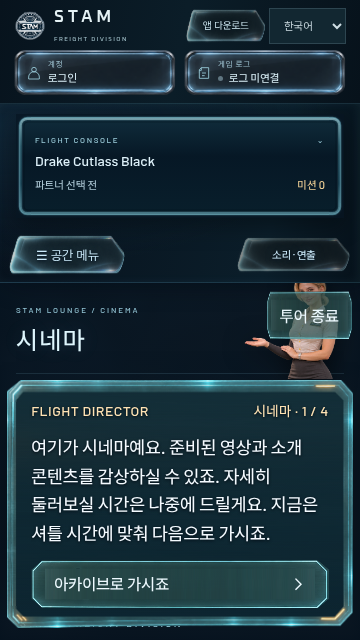 STAM
FREIGHT DIVISION
앱 다운로드
한국어
계정
로그인
게임 로그
로그 미연결
FLIGHT CONSOLE
Drake Cutlass Black
파트너 선택 전
미션 0
☰ 공간 메뉴
소리·연출
STAM LOUNGE / CINEMA
시네마
투어 종료
FLIGHT DIRECTOR
시네마 · 1 / 4
여기가 시네마예요. 준비된 영상과 소개
콘텐츠를 감상하실 수 있죠. 자세히
둘러보실 시간은 나중에 드릴게요. 지금은
셔틀 시간에 맞춰 다음으로 가시죠.
아카이브로 가시죠